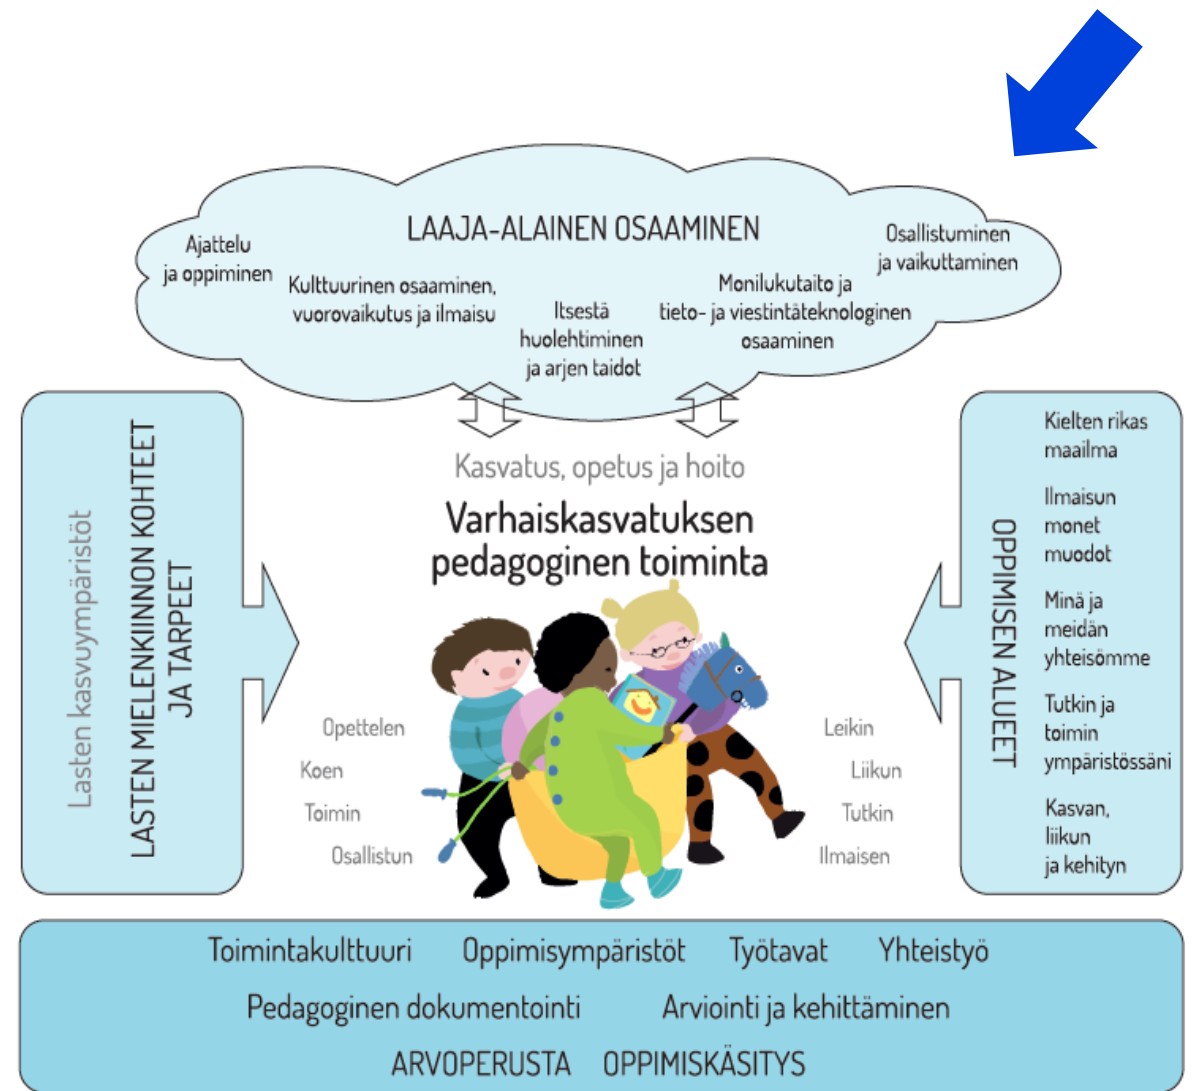 LAAJA-ALAINEN OSAAMINEN
Ajattelu
ja oppiminen
Kulttuurinen osaaminen,
vuorovaikutus ja ilmaisu
Itsestä
huolehtiminen
ja arjen taidot
Monilukutaito ja
tieto- ja viestintäteknologinen
osaaminen
Osallistuminen
ja vaikuttaminen
Lasten kasvuympäristöt
LASTEN MIELENKIINNON KOHTEET
JA TARPEET
Kasvatus, opetus ja hoito
Varhaiskasvatuksen
pedagoginen toiminta
Opettelen
Koen
Toimin
Osallistun
Leikin
Liikun
Tutkin
Ilmaisen
OPPIMISEN ALUEET
Kielten rikas
maailma
Ilmaisun
monet
muodot
Minä ja
meidän
yhteisömme
Tutkin ja
toimin
ympäristössäni
Kasvan,
liikun
ja kehityn
Toimintakulttuuri Oppimisympäristöt Työtavat Yhteistyö
Pedagoginen dokumentointi Arviointi ja kehittäminen
ARVOPERUSTA OPPIMISKÄSITYS